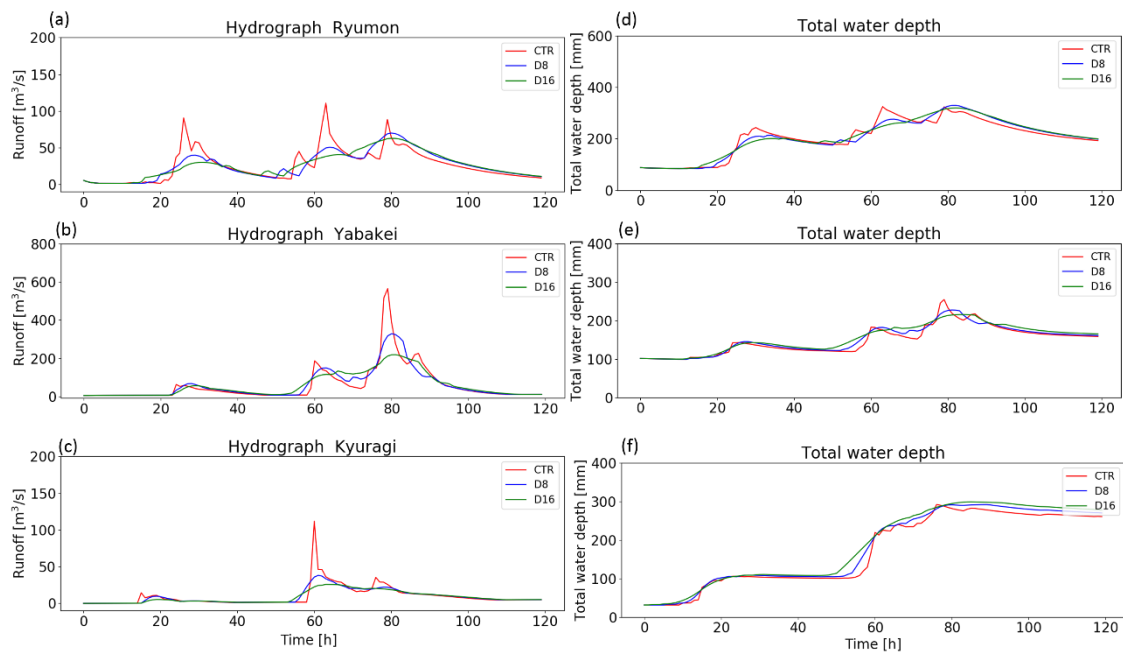 (a)
Hydrograph Ryumon
Runoff [m³/s]
200
150
100
50
0
0 20 40 60 80 100 120
CTR
D8
D16
(d)
Total water depth
Total water depth [mm]
600
400
200
0
0 20 40 60 80 100 120
CTR
D8
D16
(b)
Hydrograph Yabakei
Runoff [m³/s]
800
600
400
200
0
0 20 40 60 80 100 120
CTR
D8
D16
(e)
Total water depth
Total water depth [mm]
400
300
200
100
0
0 20 40 60 80 100 120
CTR
D8
D16
(c)
Hydrograph Kyuragi
Runoff [m³/s]
200
150
100
50
0
0 20 40 60 80 100 120
Time [h]
CTR
D8
D16
(f)
Total water depth
Total water depth [mm]
400
300
200
100
0
0 20 40 60 80 100 120
Time [h]
CTR
D8
D16